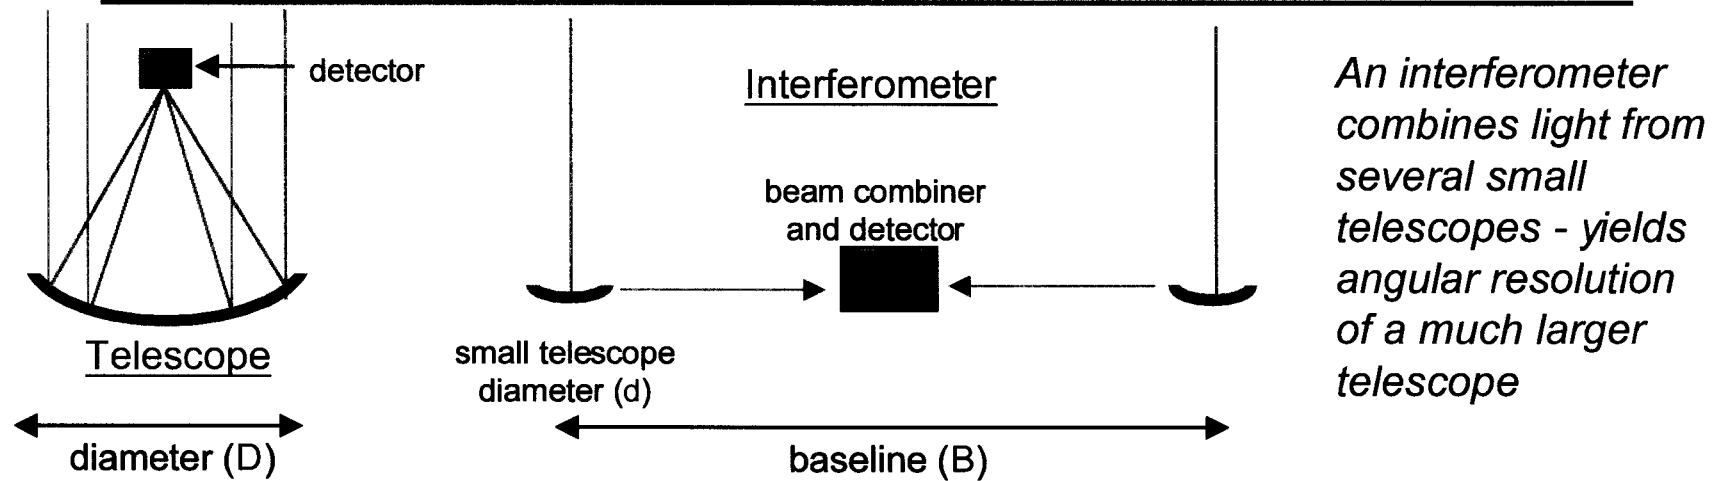 detector
Telescope
diameter (D)
Interferometer
beam combiner
and detector
small telescope
diameter (d)
baseline (B)
An interferometer
combines light from
several small
telescopes - yields
angular resolution
of a much larger
telescope